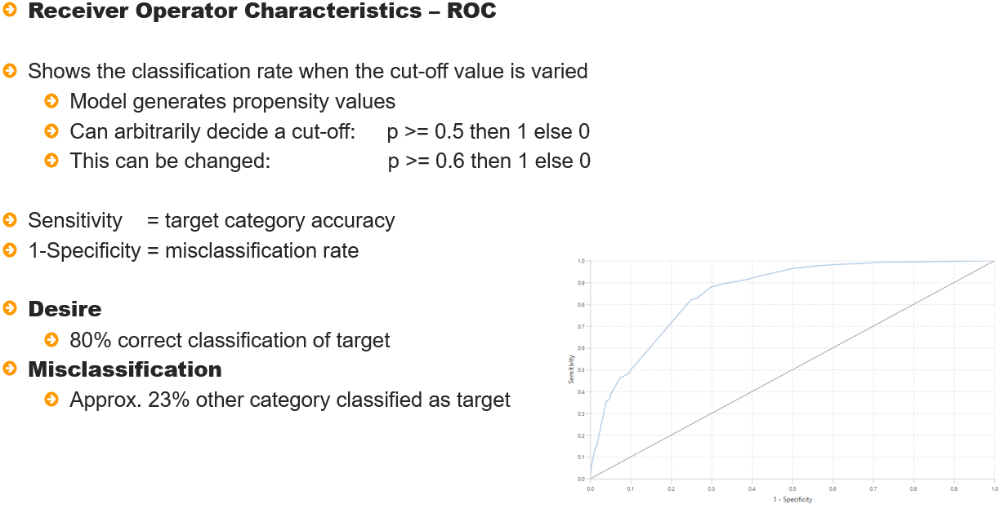 Receiver Operator Characteristics – ROC
Shows the classification rate when the cut-off value is varied
Model generates propensity values
Can arbitrarily decide a cut-off: p >= 0.5 then 1 else 0
This can be changed: p >= 0.6 then 1 else 0
Sensitivity = target category accuracy
1-Specificity = misclassification rate
Desire
80% correct classification of target
Misclassification
Approx. 23% other category classified as target
1.0
0.9
0.8
0.7
0.6
0.5
0.4
0.3
0.2
0.1
0.0
Sensitivity
0.0 0.1 0.2 0.3 0.4 0.5 0.6 0.7 0.8 0.9 1.0
1 - Specificity